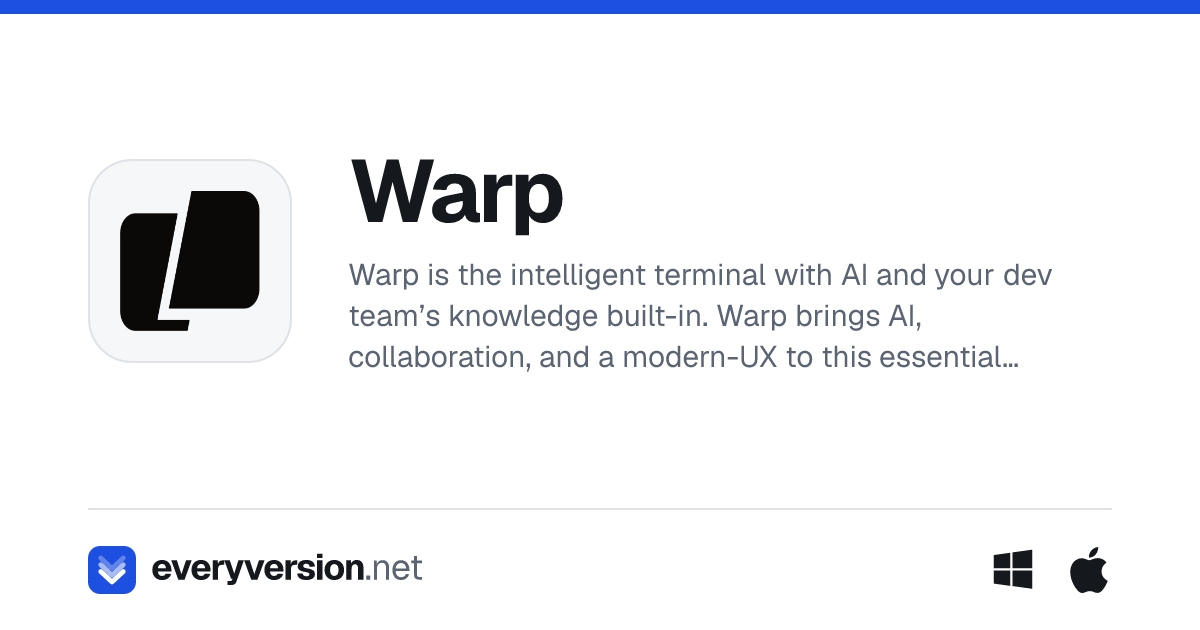 Warp
Warp is the intelligent terminal with AI and your dev
team’s knowledge built-in. Warp brings AI,
collaboration, and a modern-UX to this essential…
everyversion.net